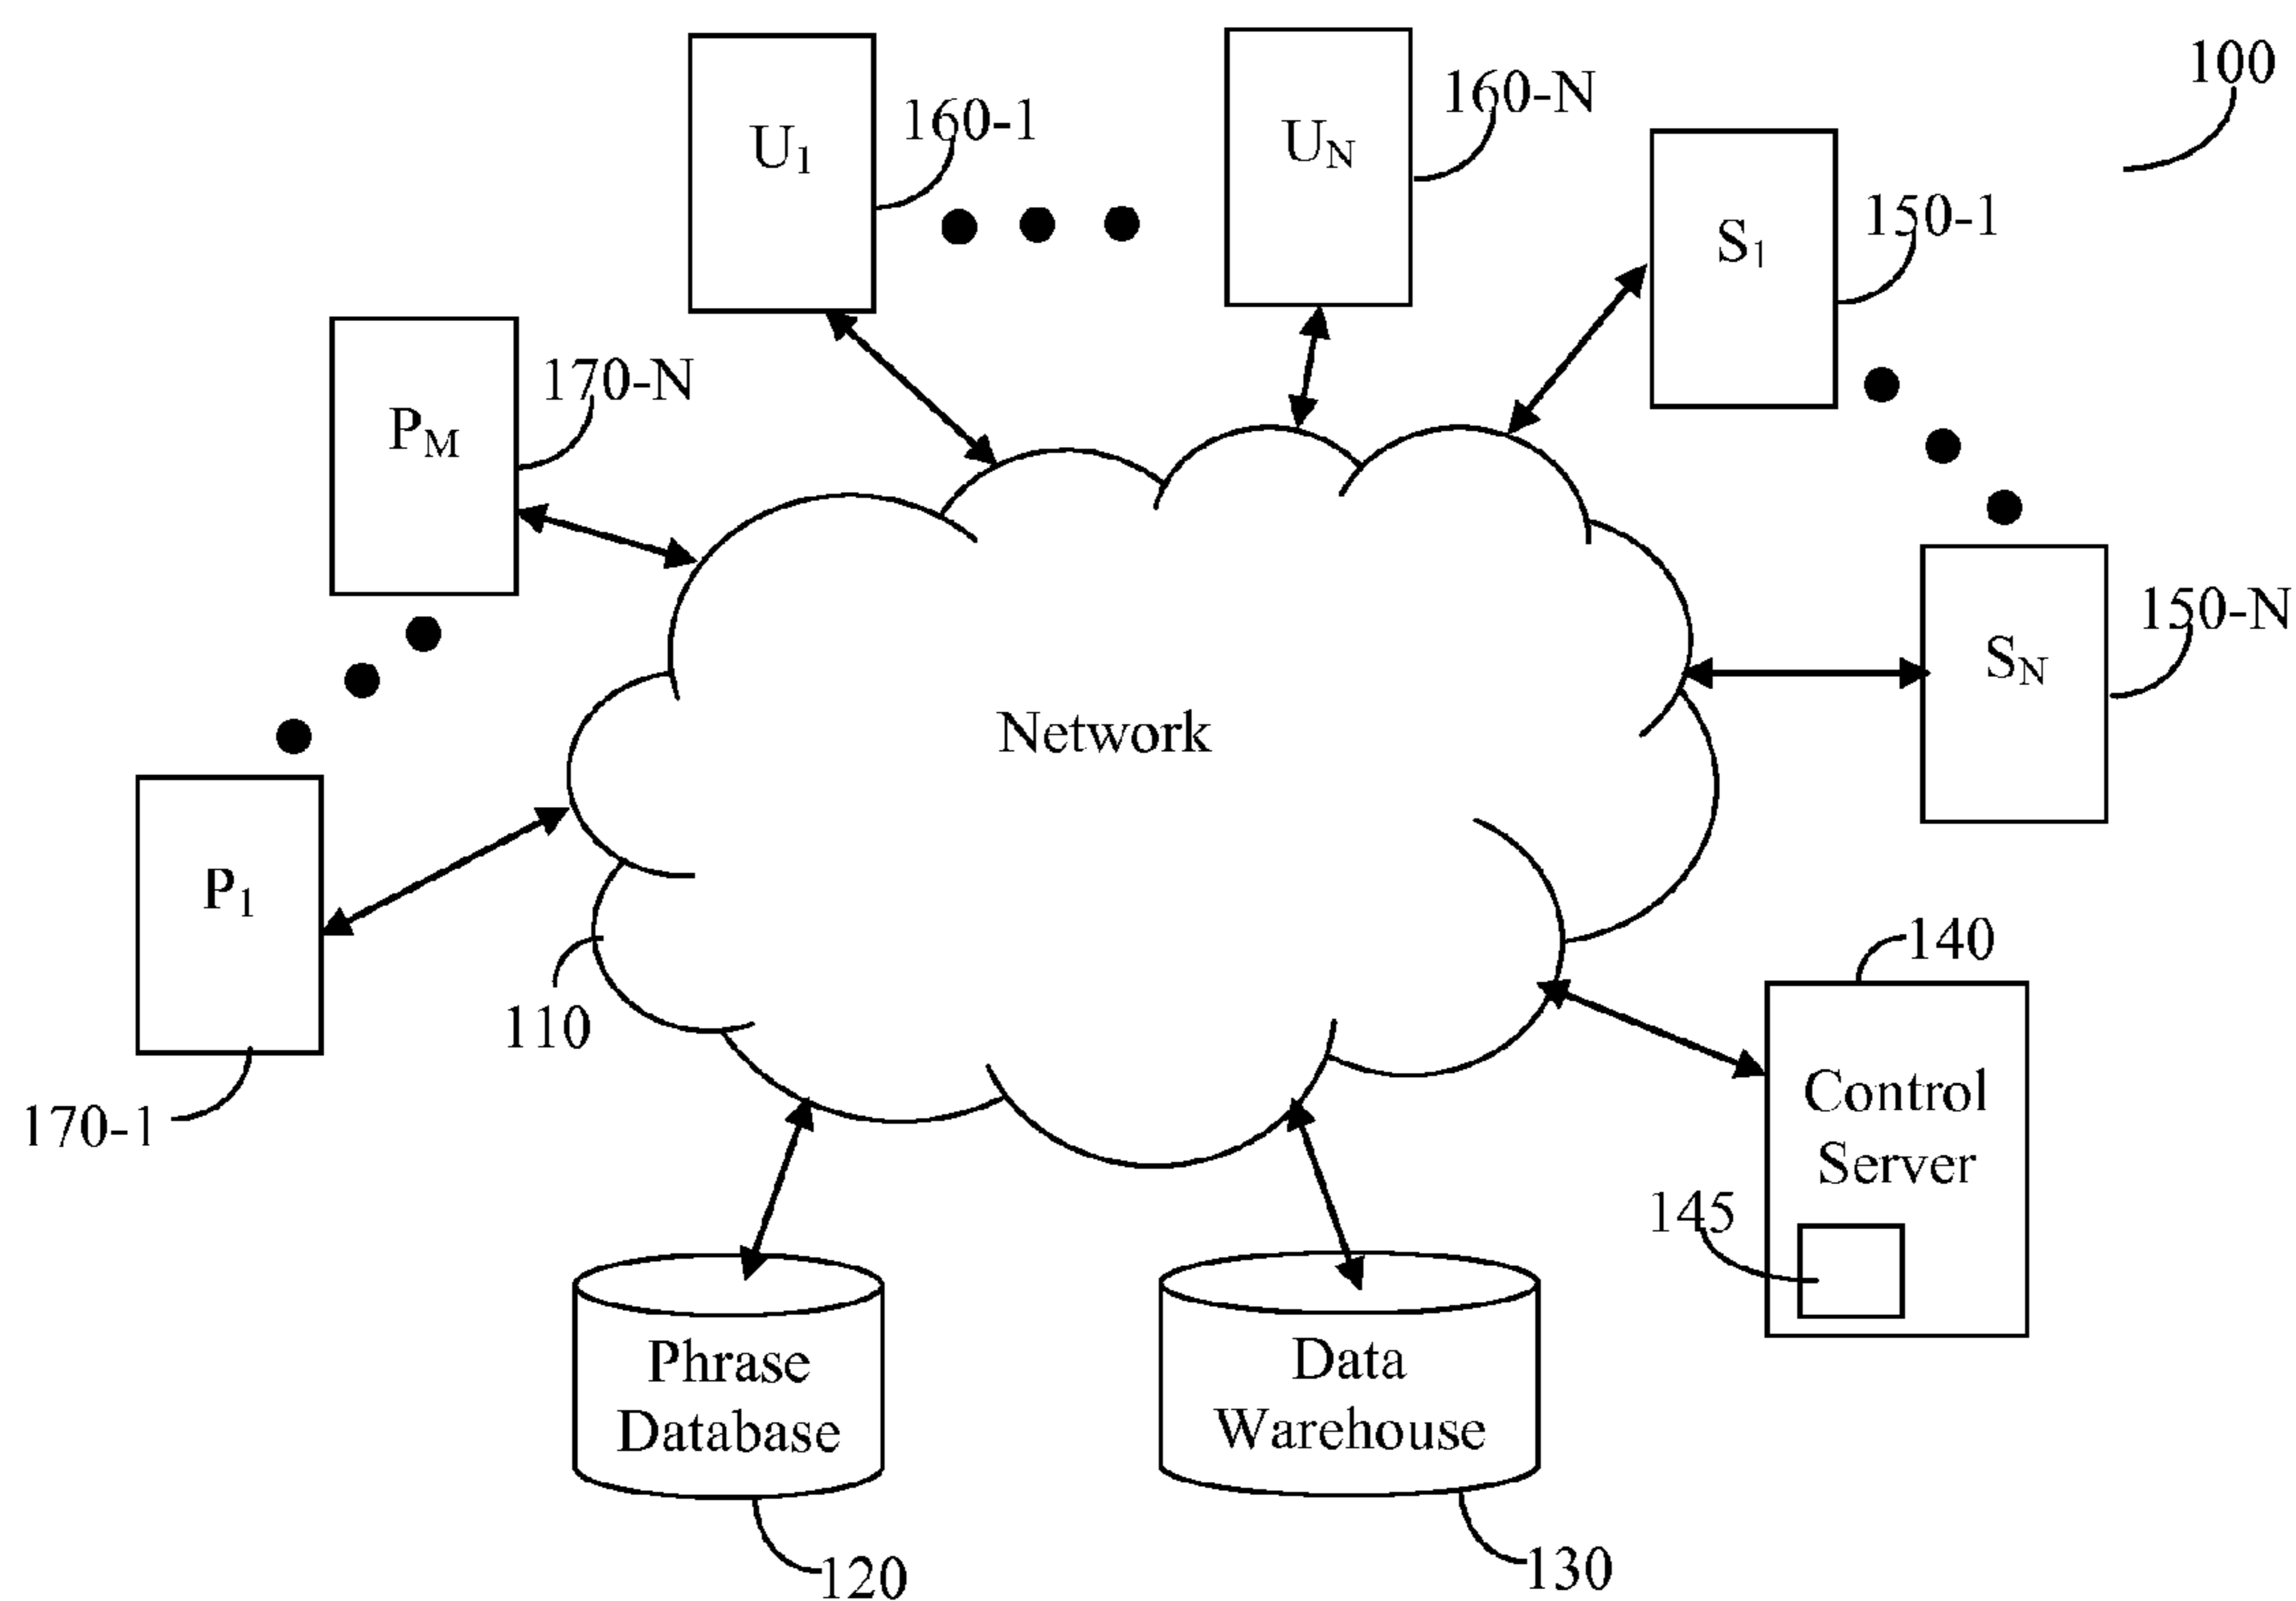 100
U1
160-1
UN
160-N
S1
150-1
PM
170-N
SN
150-N
Network
P1
170-1
110
140
Control
Server
145
Phrase
Database
120
Data
Warehouse
130